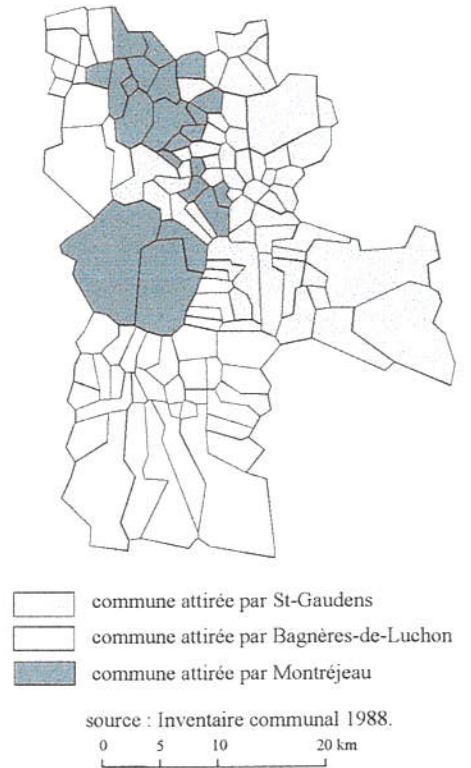 commune attirée par St-Gaudens
commune attirée par Bagnères-de-Luchon
commune attirée par Montréjeau
source : Inventaire communal 1988.
0 5 10 20 km